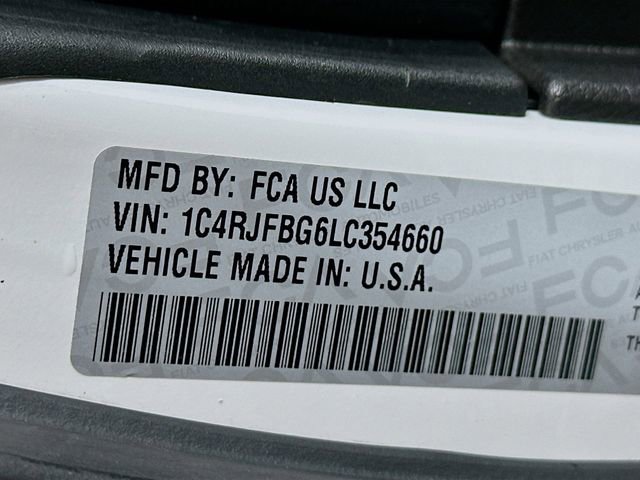 MFD BY: FCA US LLC
VIN: 1C4RJFBG6LC354660
VEHICLE MADE IN: U.S.A.